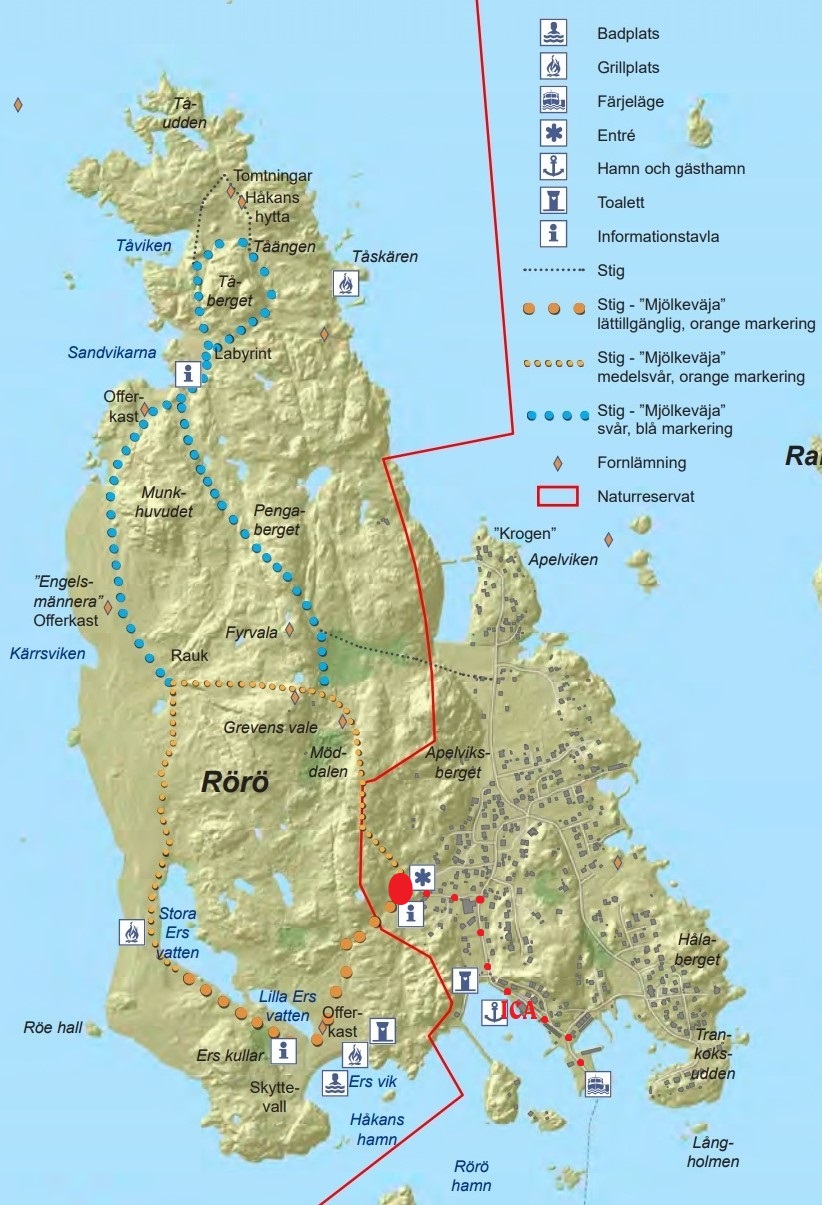 Badplats
Grillplats
Färjeläge
Entré
Hamn och gästhamn
Toalett
i
Informationstavla
Stig
Stig - ”Mjölkeväja”
lättillgänglig, orange markering
Stig - ”Mjölkeväja”
medelsvår, orange markering
Stig - ”Mjölkeväja”
svår, blå markering
Fornlämning
Naturreservat
Tå-
udden
Tomtningar
Håkans
hytta
Tåviken
Tåängen
Tåskären
Tå-
berget
Sandvikarna
Labyrint
i
Offer-
kast
Munk-
huvudet
Penga-
berget
Ra
”Krogen”
Apelviken
”Engels-
männera”
Offerkast
Fyrvala
Kärrsviken
Rauk
Grevens vale
Möd-
dalen
Apelviks-
berget
Rörö
i
Stora
Ers
vatten
Håla-
berget
Lilla Ers
vatten
Offer-
kast
ICA
Röe hall
Ers kullar
i
Tran-
koks-
udden
Skytte-
vall
Ers vik
Håkans
hamn
Lång-
holmen
Rörö
hamn